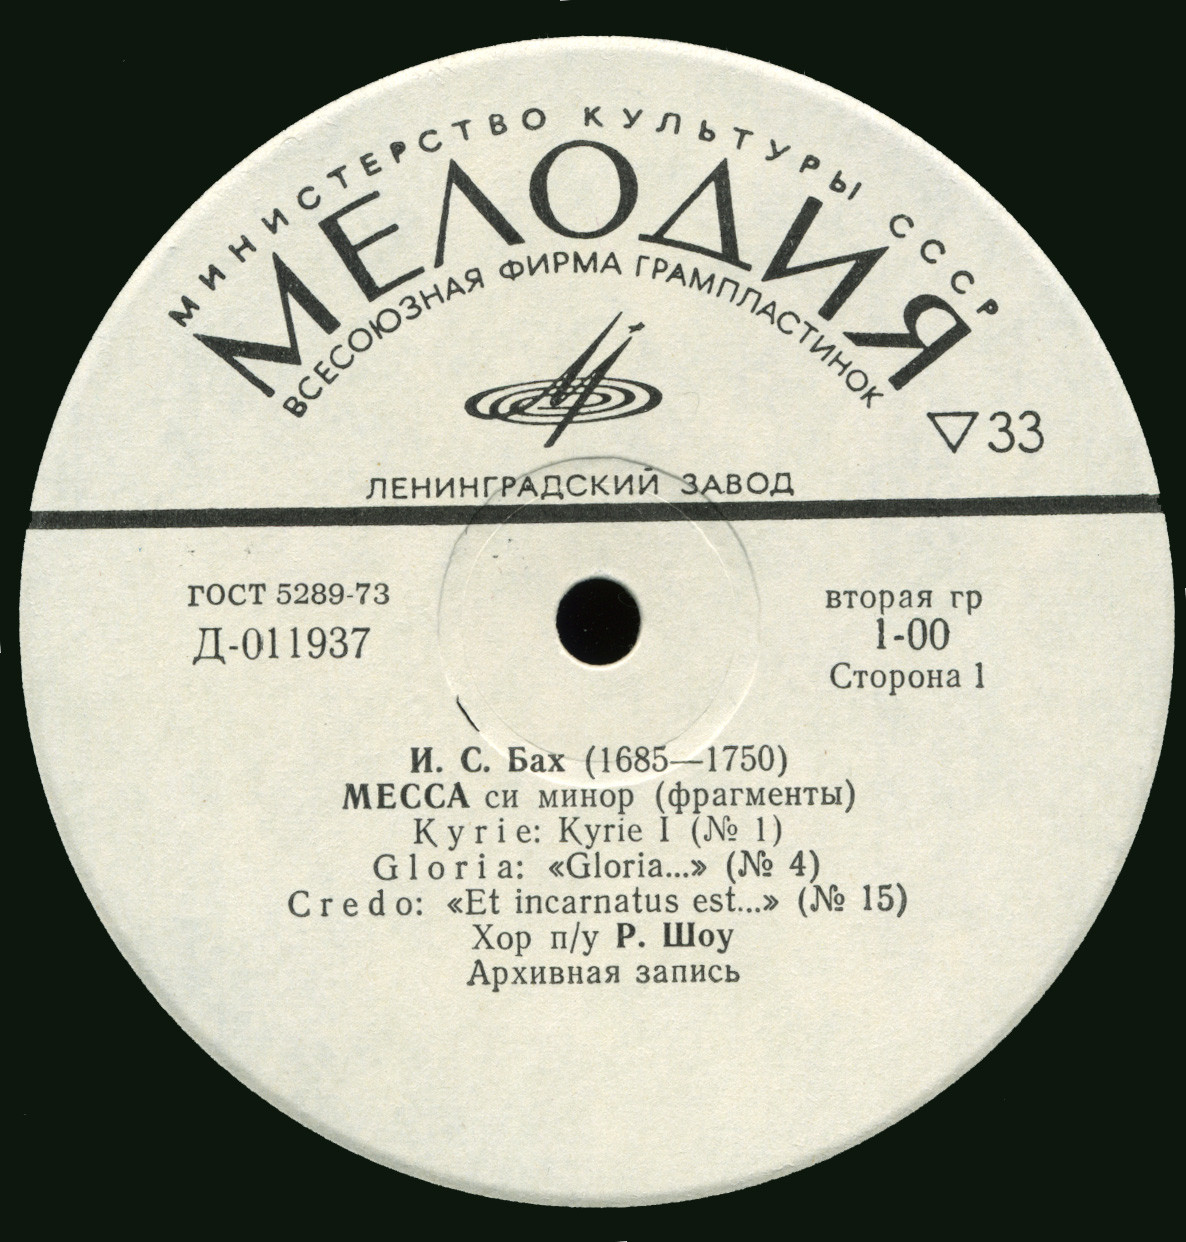 МИНИСТЕРСТВО КУЛЬТУРЫ СССР
МЕЛОДИЯ
ВСЕСОЮЗНАЯ ФИРМА ГРАМПЛАСТИНОК
33
ЛЕНИНГРАДСКИЙ ЗАВОД
ГОСТ 5289-73
Д-011937
вторая гр
1-00
Сторона 1
И. С. Бах (1685—1750)
МЕССА си минор (фрагменты)
Kyrie: Kyrie I (№ 1)
Gloria: «Gloria...» (№ 4)
Credo: «Et incarnatus est...» (№ 15)
Хор п/у Р. Шоу
Архивная запись